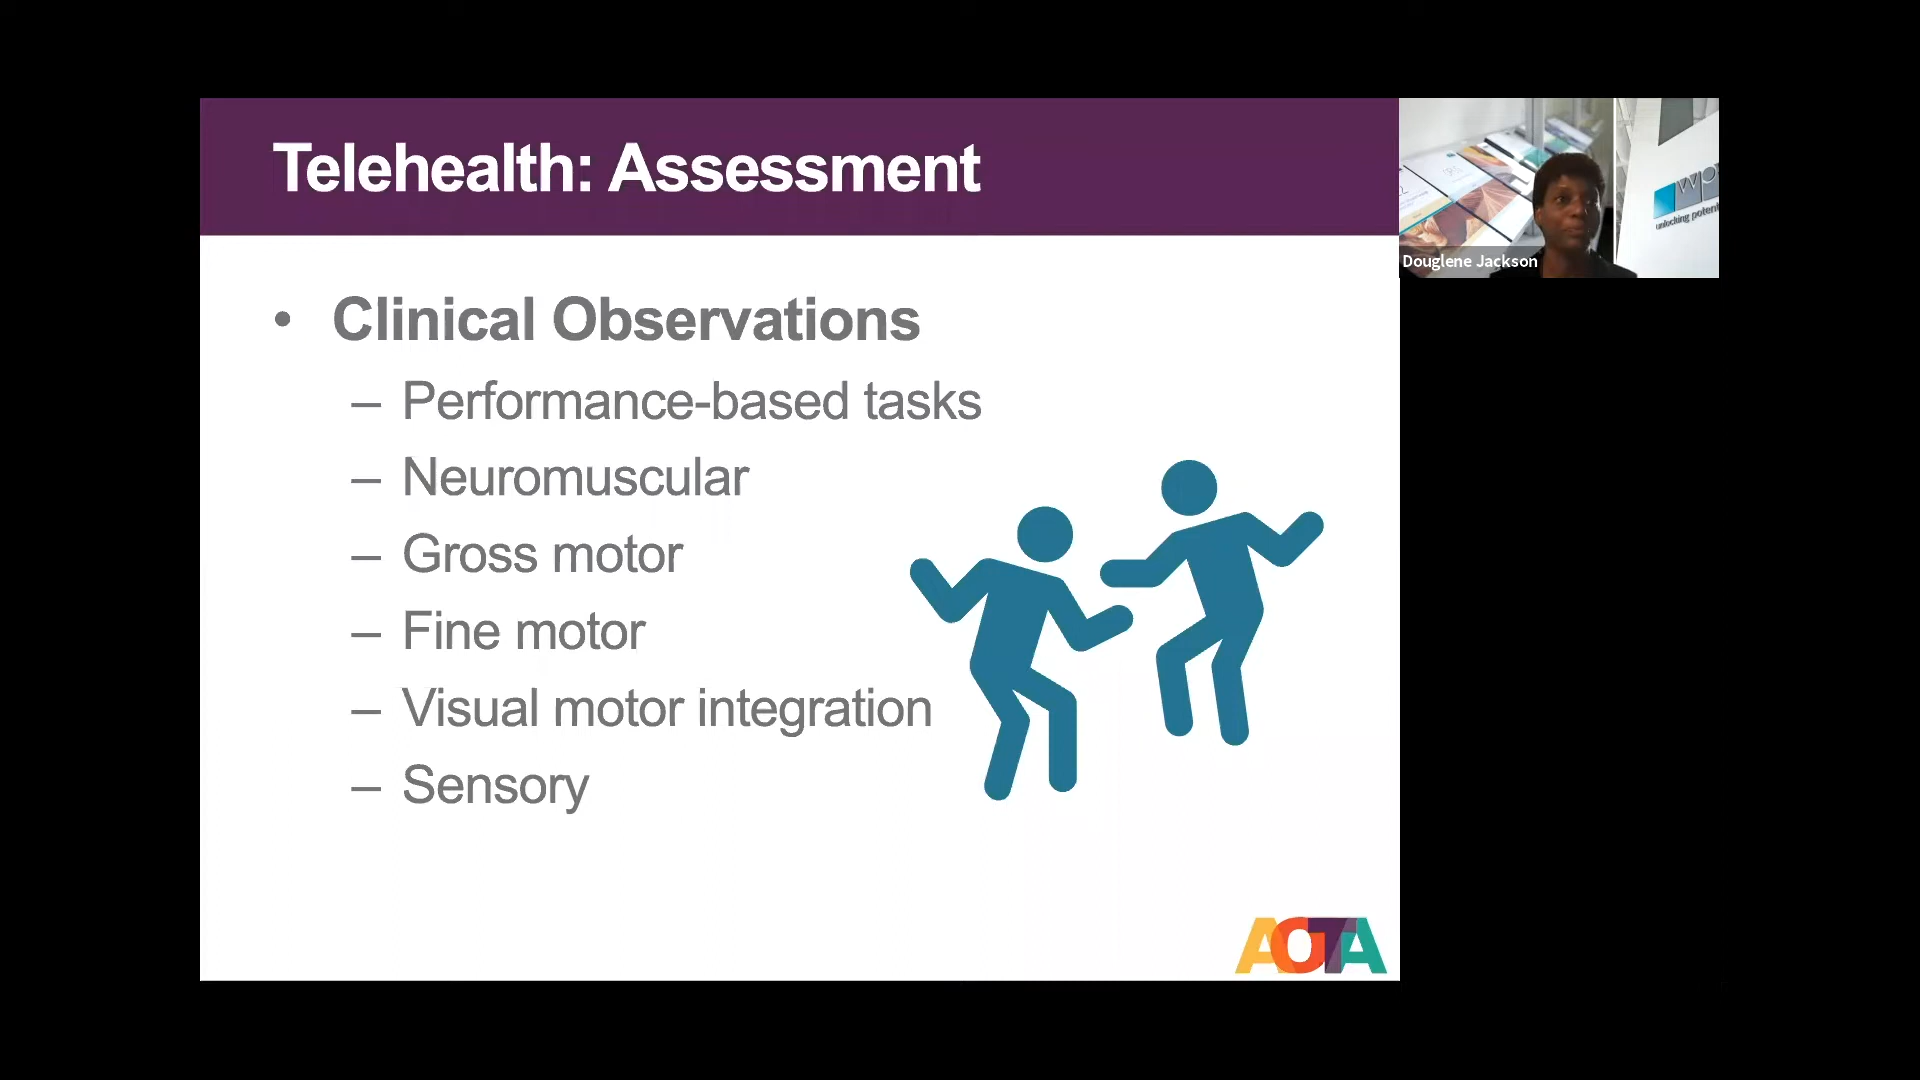 Telehealth: Assessment
• Clinical Observations
– Performance-based tasks
– Neuromuscular
– Gross motor
– Fine motor
– Visual motor integration
– Sensory
AOTA
Douglene Jackson
unlocking